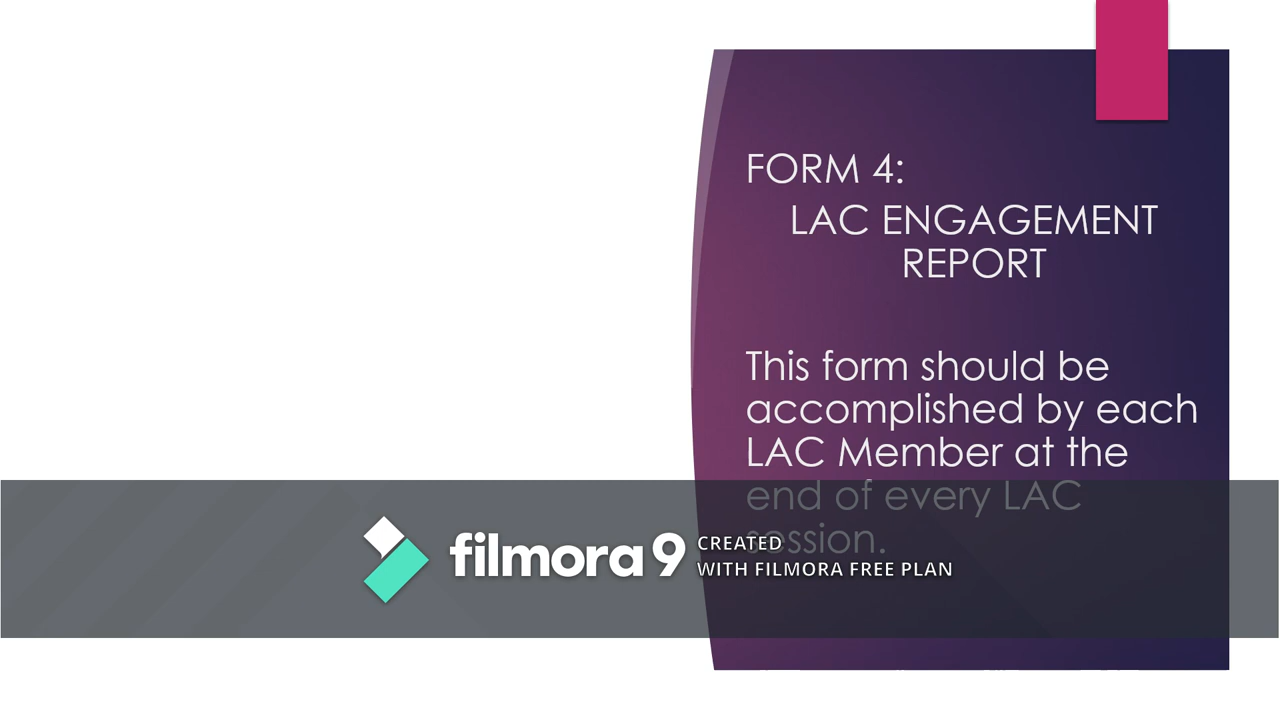 FORM 4:
LAC ENGAGEMENT
REPORT
This form should be
accomplished by each
LAC Member at the
end of every LAC
session.
filmora 9 CREATED
WITH FILMORA FREE PLAN